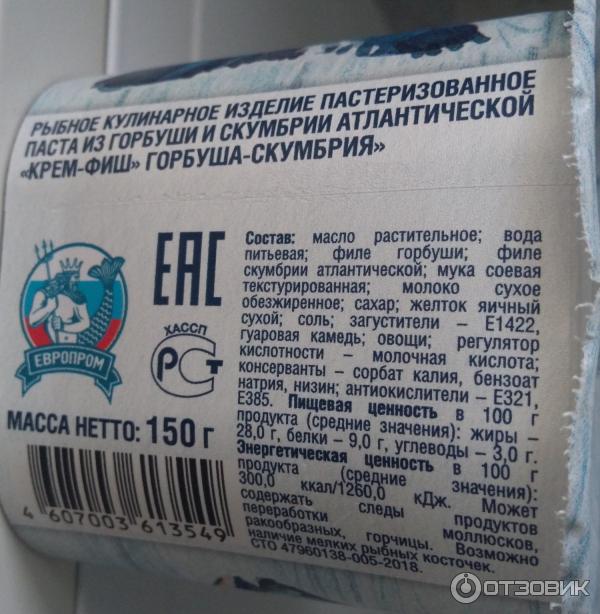 РЫБНОЕ КУЛИНАРНОЕ ИЗДЕЛИЕ ПАСТЕРИЗОВАННОЕ
ПАСТА ИЗ ГОРБУШИ И СКУМБРИИ АТЛАНТИЧЕСКОЙ
«КРЕМ-ФИШ» ГОРБУША-СКУМБРИЯ»
ЕАС
ХАССП
РСТ
ЕВРОПРОМ
МАССА НЕТТО: 150 г
4 607003 613549
Состав: масло растительное; вода
питьевая; филе горбуши; филе
скумбрии атлантической; мука соевая
текстурированная; молоко сухое
обезжиренное; сахар; желток яичный
сухой; соль; загустители – Е1422,
гуаровая камедь; овощи; регулятор
кислотности – молочная кислота;
консерванты – сорбат калия, бензоат
натрия, низин; антиокислители – Е321,
Е385. Пищевая ценность в 100 г
продукта (средние значения): жиры –
28,0 г, белки – 9,0 г, углеводы – 3,0 г.
Энергетическая ценность в 100 г
продукта (средние значения):
300,0 ккал/1260,0 кДж. Может
содержать следы продуктов
переработки моллюсков,
ракообразных, горчицы. Возможно
наличие мелких рыбных косточек.
СТО 47960138-005-2018.
ОТЗОВИК